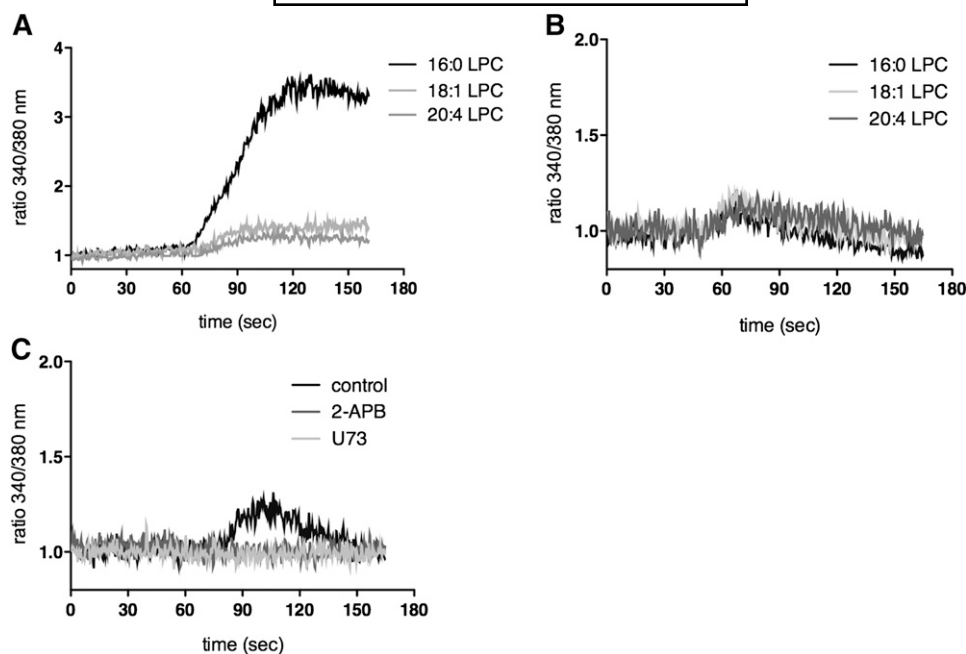 A
4
3
2
1
ratio 340/380 nm
16:0 LPC
18:1 LPC
20:4 LPC
0 30 60 90 120 150 180
time (sec)
B
2.0
1.5
1.0
ratio 340/380 nm
16:0 LPC
18:1 LPC
20:4 LPC
0 30 60 90 120 150 180
time (sec)
C
2.0
1.5
1.0
ratio 340/380 nm
control
2-APB
U73
0 30 60 90 120 150 180
time (sec)